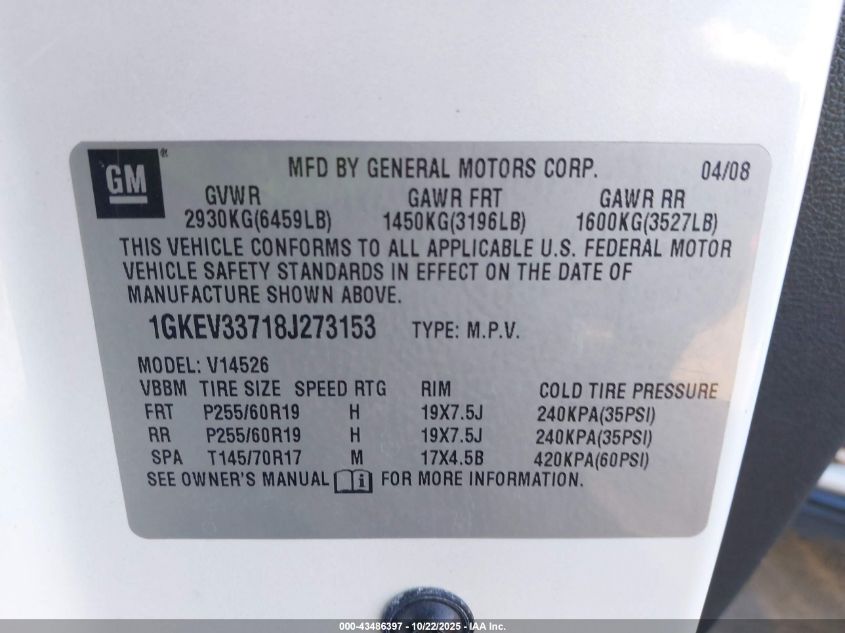 GM ® MFD BY GENERAL MOTORS CORP. 04/08
GVWR GAWR FRT GAWR RR
2930KG(6459LB) 1450KG(3196LB) 1600KG(3527LB)
THIS VEHICLE CONFORMS TO ALL APPLICABLE U.S. FEDERAL MOTOR
VEHICLE SAFETY STANDARDS IN EFFECT ON THE DATE OF
MANUFACTURE SHOWN ABOVE.
1GKEV33718J273153 TYPE: M.P.V.
MODEL: V14526
VBBM TIRE SIZE SPEED RTG RIM COLD TIRE PRESSURE
FRT P255/60R19 H 19X7.5J 240KPA(35PSI)
RR P255/60R19 H 19X7.5J 240KPA(35PSI)
SPA T145/70R17 M 17X4.5B 420KPA(60PSI)
SEE OWNER'S MANUAL i FOR MORE INFORMATION.
000-43486397 - 10/22/2025 - IAA Inc.